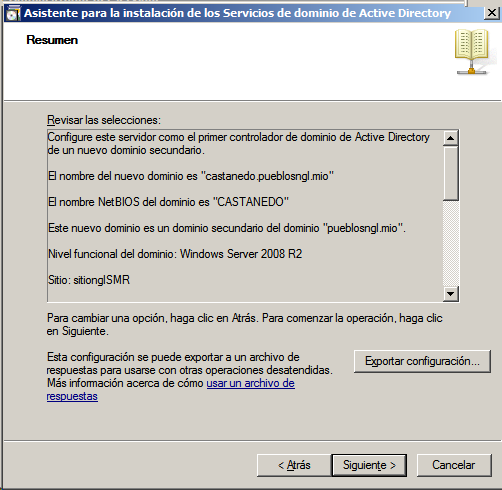 Asistente para la instalación de los Servicios de dominio de Active Directory
Resumen
Revisar las selecciones:
Configure este servidor como el primer controlador de dominio de Active Directory
de un nuevo dominio secundario.
El nombre del nuevo dominio es "castanedo.pueblosngl.mio"
El nombre NetBIOS del dominio es "CASTANEDO"
Este nuevo dominio es un dominio secundario del dominio "pueblosngl.mio".
Nivel funcional del dominio: Windows Server 2008 R2
Sitio: sitionglSMR
Para cambiar una opción, haga clic en Atrás. Para comenzar la operación, haga clic
en Siguiente.
Esta configuración se puede exportar a un archivo de
respuestas para usarse con otras operaciones desatendidas.
Más información acerca de cómo usar un archivo de
respuestas
Exportar configuración...
< Atrás
Siguiente >
Cancelar